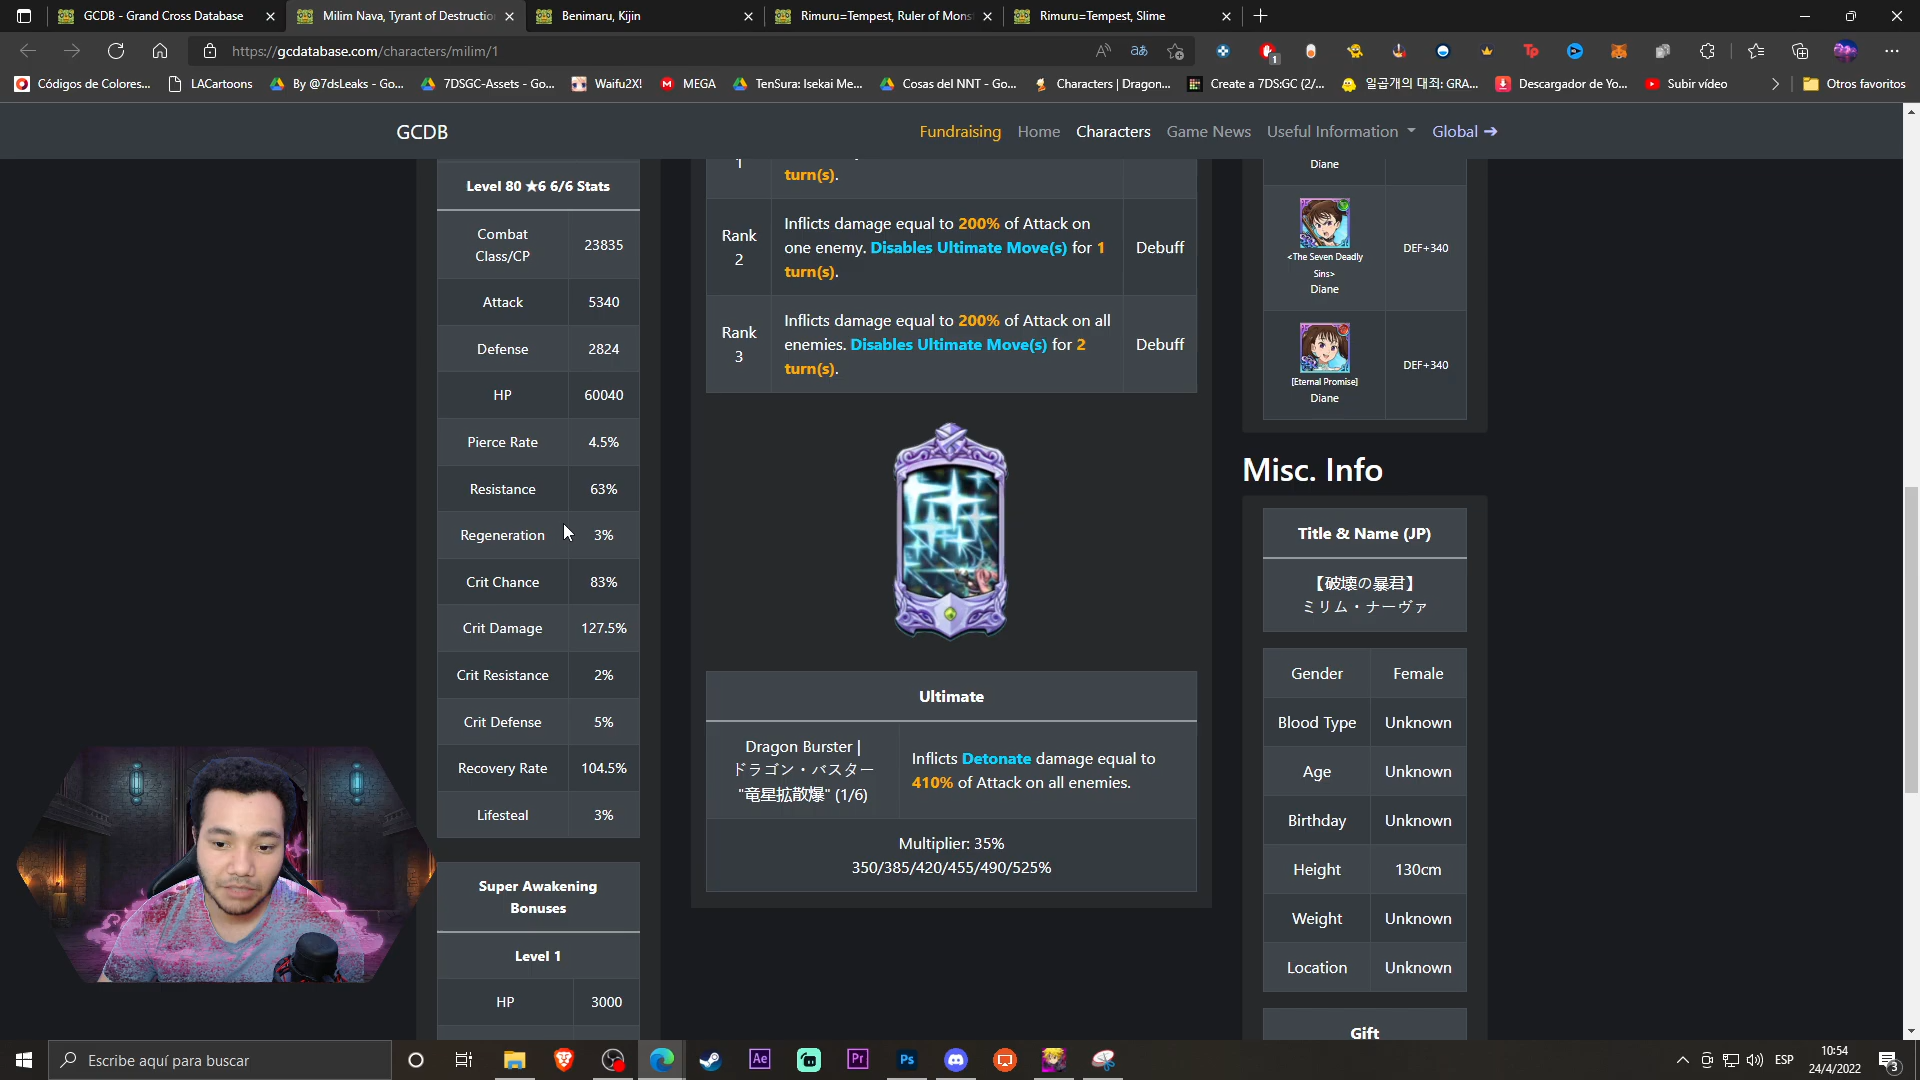 GCDB - Grand Cross Database
Milim Nava, Tyrant of Destruction
Benimaru, Kijin
Rimuru=Tempest, Ruler of Mons
Rimuru=Tempest, Slime
https://gcdatabase.com/characters/milim/1
Códigos de Colores...
LACartoons
By @7dsLeaks - Go...
7DSGC-Assets - Go...
Waifu2X!
MEGA
TenSura: Isekai Me...
Cosas del NNT - Go...
Characters | Dragon...
Create a 7DS:GC (2/...
일곱개의 대죄: GRA...
Descargador de Yo...
Subir vídeo
Otros favoritos
GCDB
Fundraising
Home
Characters
Game News
Useful Information
Global →
Level 80 ★6 6/6 Stats
Combat Class/CP 23835
Attack 5340
Defense 2824
HP 60040
Pierce Rate 4.5%
Resistance 63%
Regeneration 3%
Crit Chance 83%
Crit Damage 127.5%
Crit Resistance 2%
Crit Defense 5%
Recovery Rate 104.5%
Lifesteal 3%
Super Awakening
Bonuses
Level 1
HP 3000
1
turn(s).
Rank 2
Inflicts damage equal to 200% of Attack on
one enemy. Disables Ultimate Move(s) for 1
turn(s).
Debuff
Rank 3
Inflicts damage equal to 200% of Attack on all
enemies. Disables Ultimate Move(s) for 2
turn(s).
Debuff
Ultimate
Dragon Burster |
ドラゴン・バスター
"竜星拡散爆" (1/6)
Inflicts Detonate damage equal to
410% of Attack on all enemies.
Multiplier: 35%
350/385/420/455/490/525%
Diane
<The Seven Deadly
Sins>
Diane
DEF+340
[Eternal Promise]
Diane
DEF+340
Misc. Info
Title & Name (JP)
【破壊の暴君】
ミリム・ナーヴァ
Gender Female
Blood Type Unknown
Age Unknown
Birthday Unknown
Height 130cm
Weight Unknown
Location Unknown
Gift
Escribe aquí para buscar
ESP
10:54
24/4/2022
3